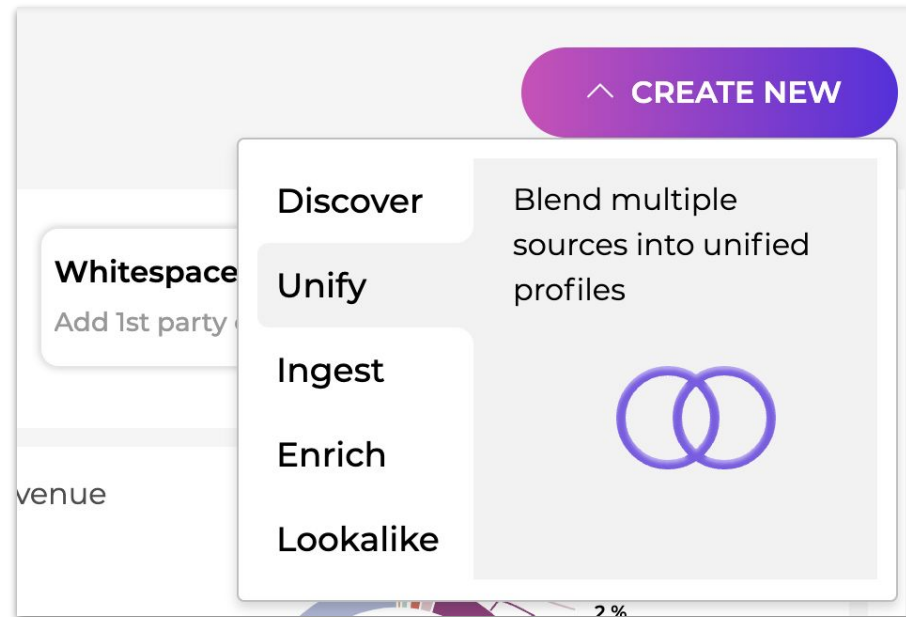 CREATE NEW
Discover
Unify
Ingest
Enrich
Lookalike
Blend multiple
sources into unified
profiles
Whitespace
Add 1st party
venue
2%